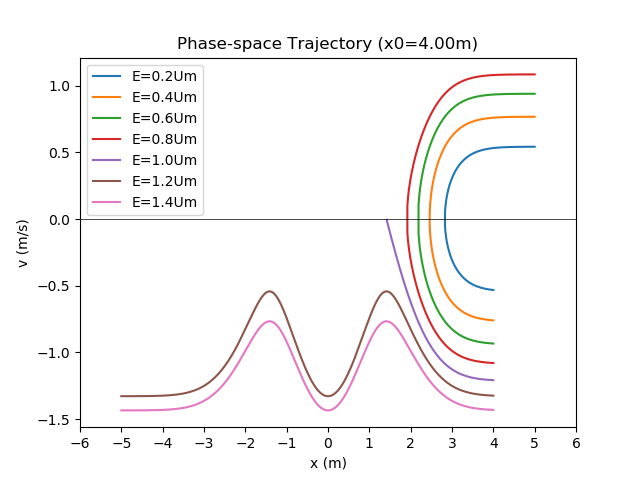 Phase-space Trajectory (x0=4.00m)
E=0.2Um
E=0.4Um
E=0.6Um
E=0.8Um
E=1.0Um
E=1.2Um
E=1.4Um
1.0
0.5
0.0
−0.5
−1.0
−1.5
v (m/s)
−6 −5 −4 −3 −2 −1 0 1 2 3 4 5 6
x (m)